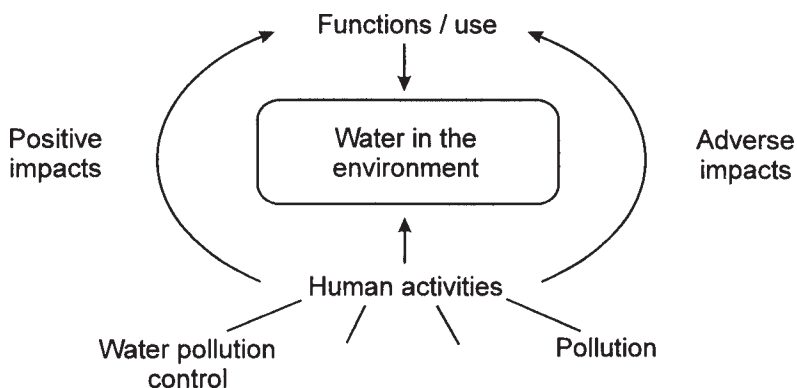 Functions / use
Positive
impacts
Water in the
environment
Adverse
impacts
Human activities
Water pollution
control
Pollution